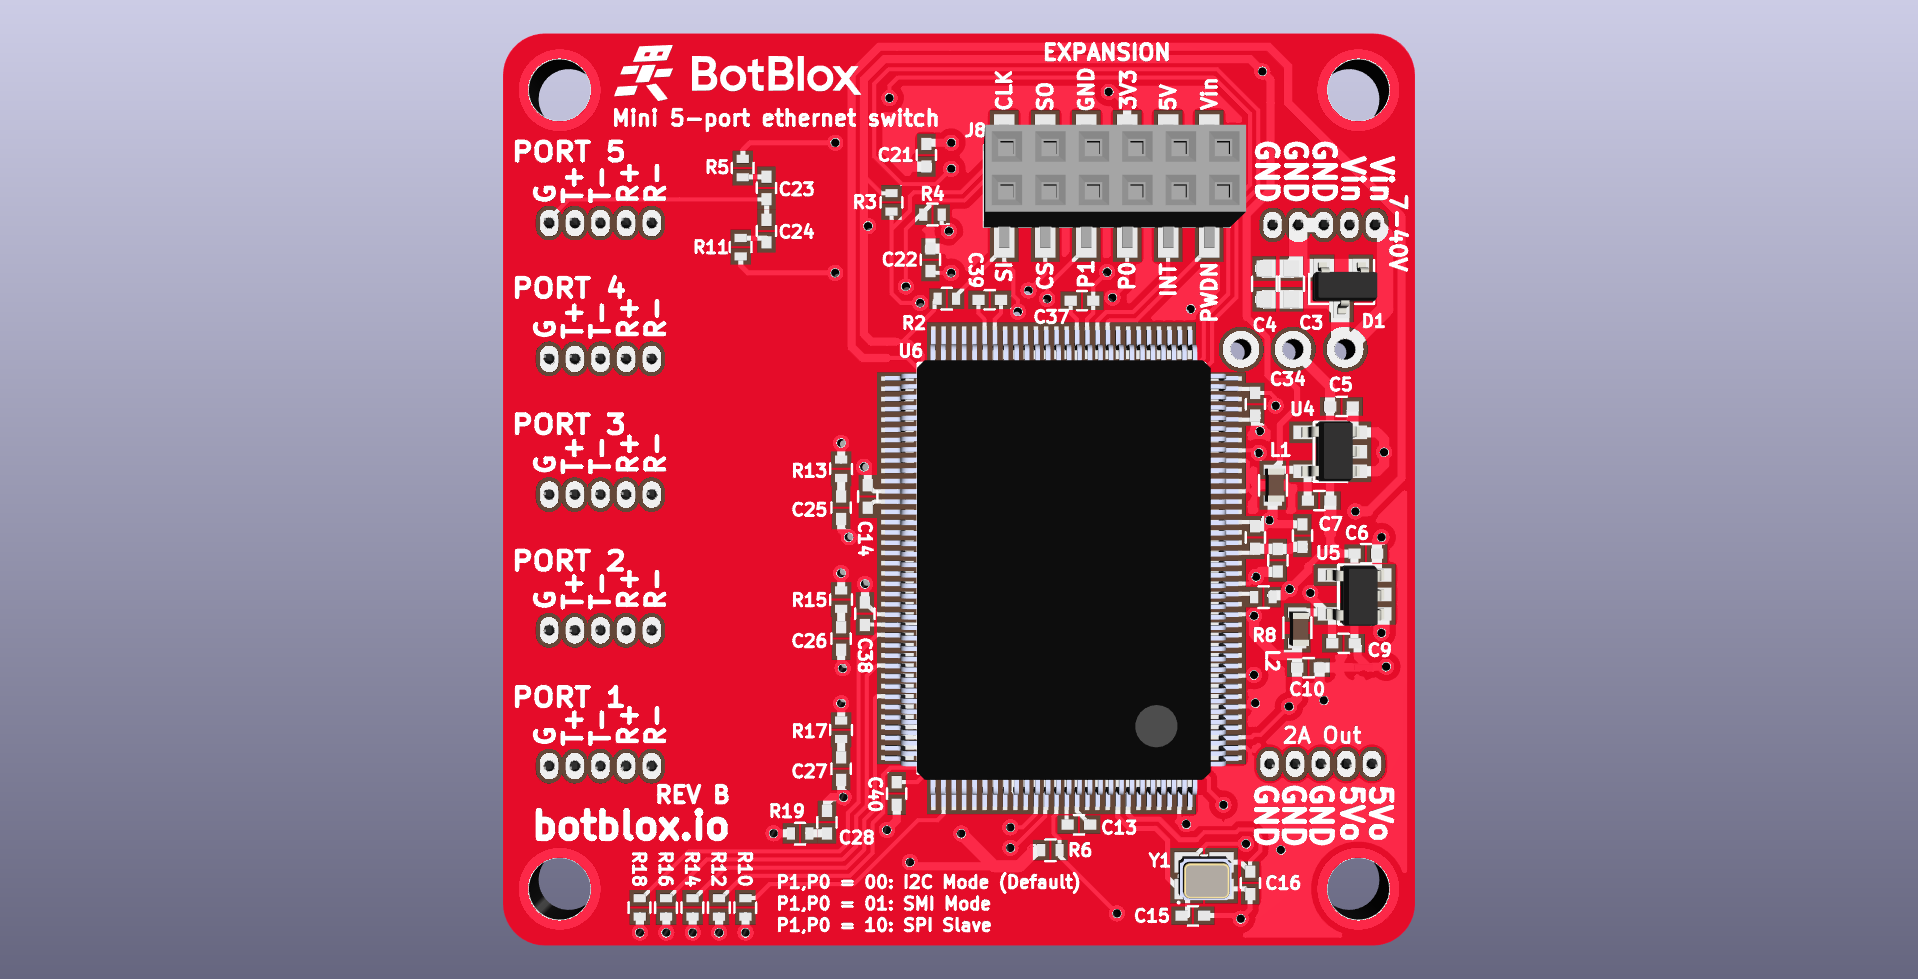 BotBlox
Mini 5-port ethernet switch
EXPANSION
CLK SO GND 3V3 5V Vin
J8
SI CS P1 P0 INT PWDN
PORT 5
G T+ T- R+ R-
PORT 4
G T+ T- R+ R-
PORT 3
G T+ T- R+ R-
PORT 2
G T+ T- R+ R-
PORT 1
G T+ T- R+ R-
REV B
botblox.io
R5
C23
C24
R11
C21
R3
R4
C22
C39
R2
C37
U6
GND GND GND Vin Vin
7-40V
C4
C3
D1
C34
C5
U4
L1
C7
C6
U5
R8
L2
C9
C10
R13
C25
C14
R15
C26
C38
R17
C27
C40
R19
C28
C13
R6
2A Out
GND GND GND 5Vo 5Vo
Y1
C16
C15
R18 R16 R14 R12 R10
P1,P0 = 00: I2C Mode (Default)
P1,P0 = 01: SMI Mode
P1,P0 = 10: SPI Slave